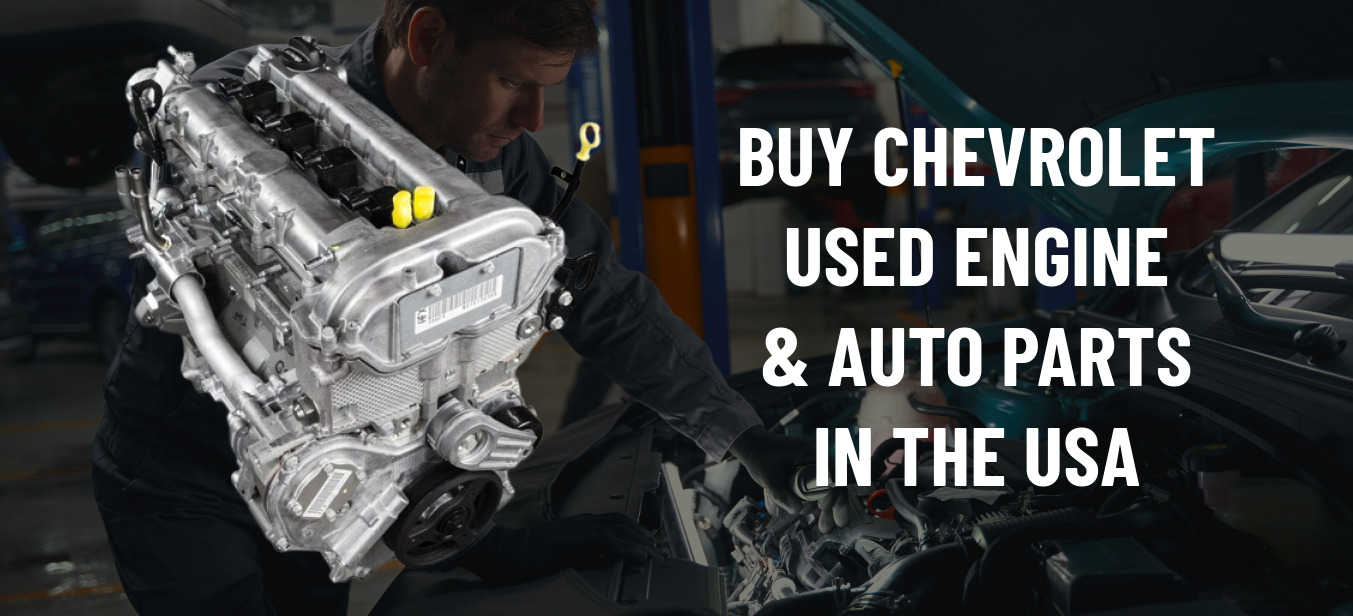 BUY CHEVROLET
USED ENGINE
& AUTO PARTS
IN THE USA